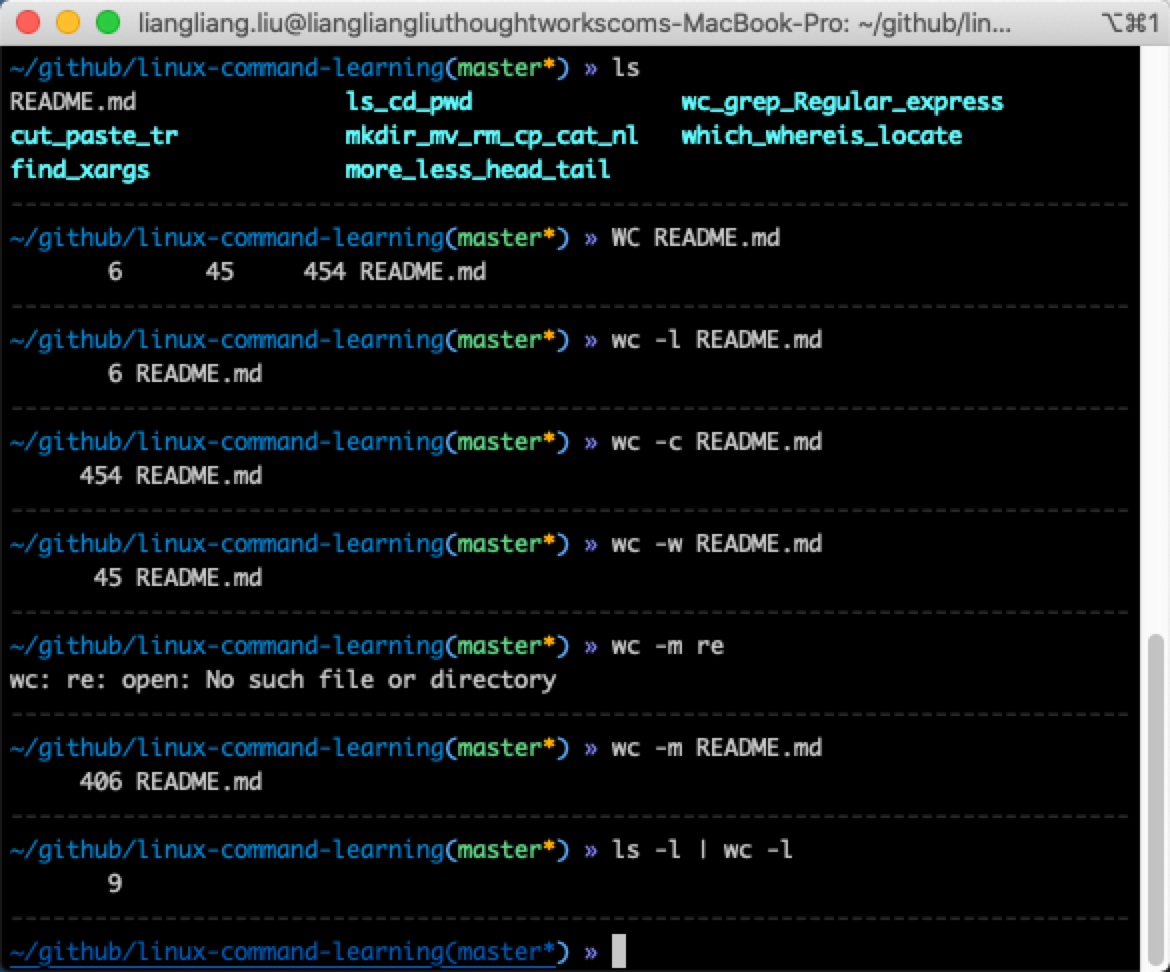 liangliang.liu@liangliangliuthoughtworkscoms-MacBook-Pro: ~/github/lin... ⌥⌘1
~/github/linux-command-learning(master*) » ls
README.md ls_cd_pwd wc_grep_Regular_express
cut_paste_tr mkdir_mv_rm_cp_cat_nl which_whereis_locate
find_xargs more_less_head_tail
~/github/linux-command-learning(master*) » WC README.md
6 45 454 README.md
~/github/linux-command-learning(master*) » wc -l README.md
6 README.md
~/github/linux-command-learning(master*) » wc -c README.md
454 README.md
~/github/linux-command-learning(master*) » wc -w README.md
45 README.md
~/github/linux-command-learning(master*) » wc -m re
wc: re: open: No such file or directory
~/github/linux-command-learning(master*) » wc -m README.md
406 README.md
~/github/linux-command-learning(master*) » ls -l | wc -l
9
~/github/linux-command-learning(master*) »